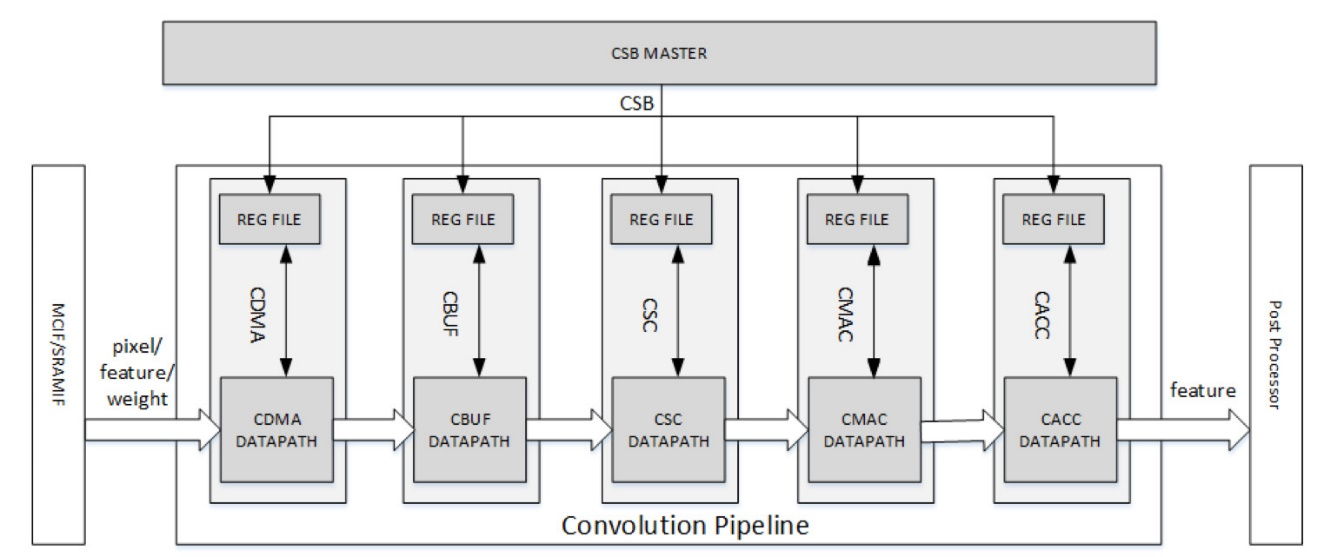 CSB MASTER
CSB
REG FILE
REG FILE
REG FILE
REG FILE
REG FILE
MCIF/SRAMIF
pixel/
feature/
weight
CDMA
CBUF
CSC
CMAC
CACC
CDMA
DATAPATH
CBUF
DATAPATH
CSC
DATAPATH
CMAC
DATAPATH
CACC
DATAPATH
feature
Post Processor
Convolution Pipeline